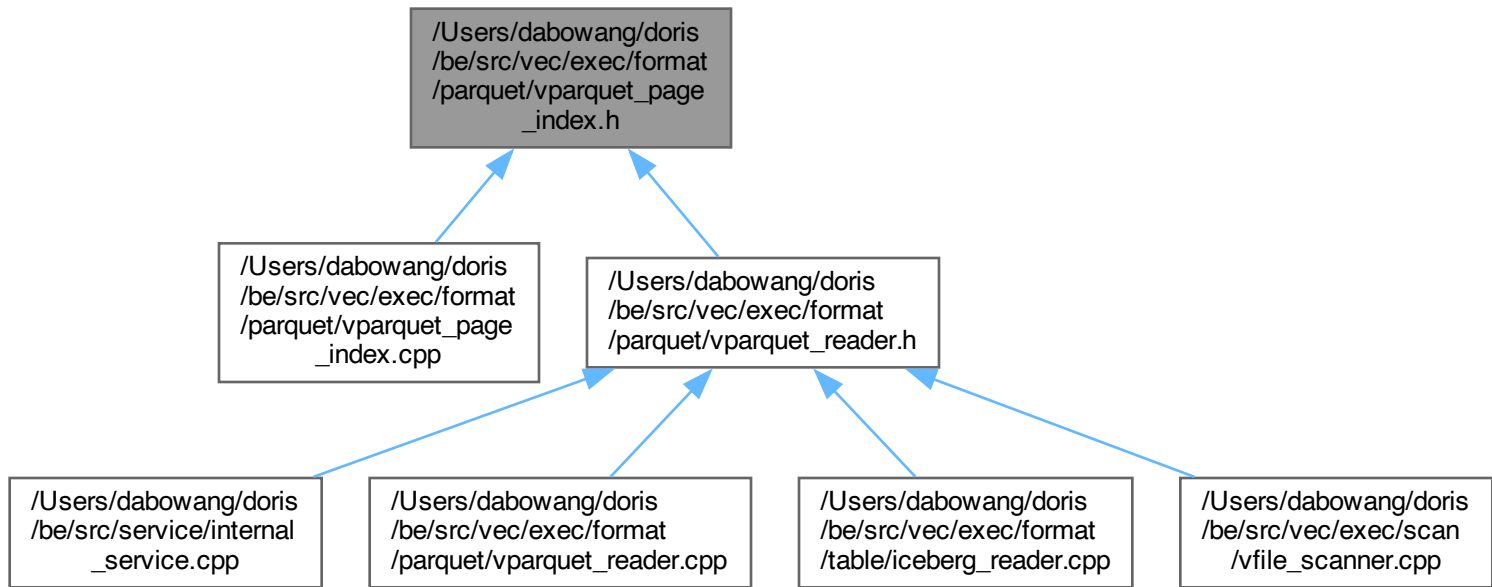 /Users/dabowang/doris
/be/src/vec/exec/format
/parquet/vparquet_page
_index.h
/Users/dabowang/doris
/be/src/vec/exec/format
/parquet/vparquet_page
_index.cpp
/Users/dabowang/doris
/be/src/vec/exec/format
/parquet/vparquet_reader.h
/Users/dabowang/doris
/be/src/service/internal
_service.cpp
/Users/dabowang/doris
/be/src/vec/exec/format
/parquet/vparquet_reader.cpp
/Users/dabowang/doris
/be/src/vec/exec/format
/table/iceberg_reader.cpp
/Users/dabowang/doris
/be/src/vec/exec/scan
/vfile_scanner.cpp